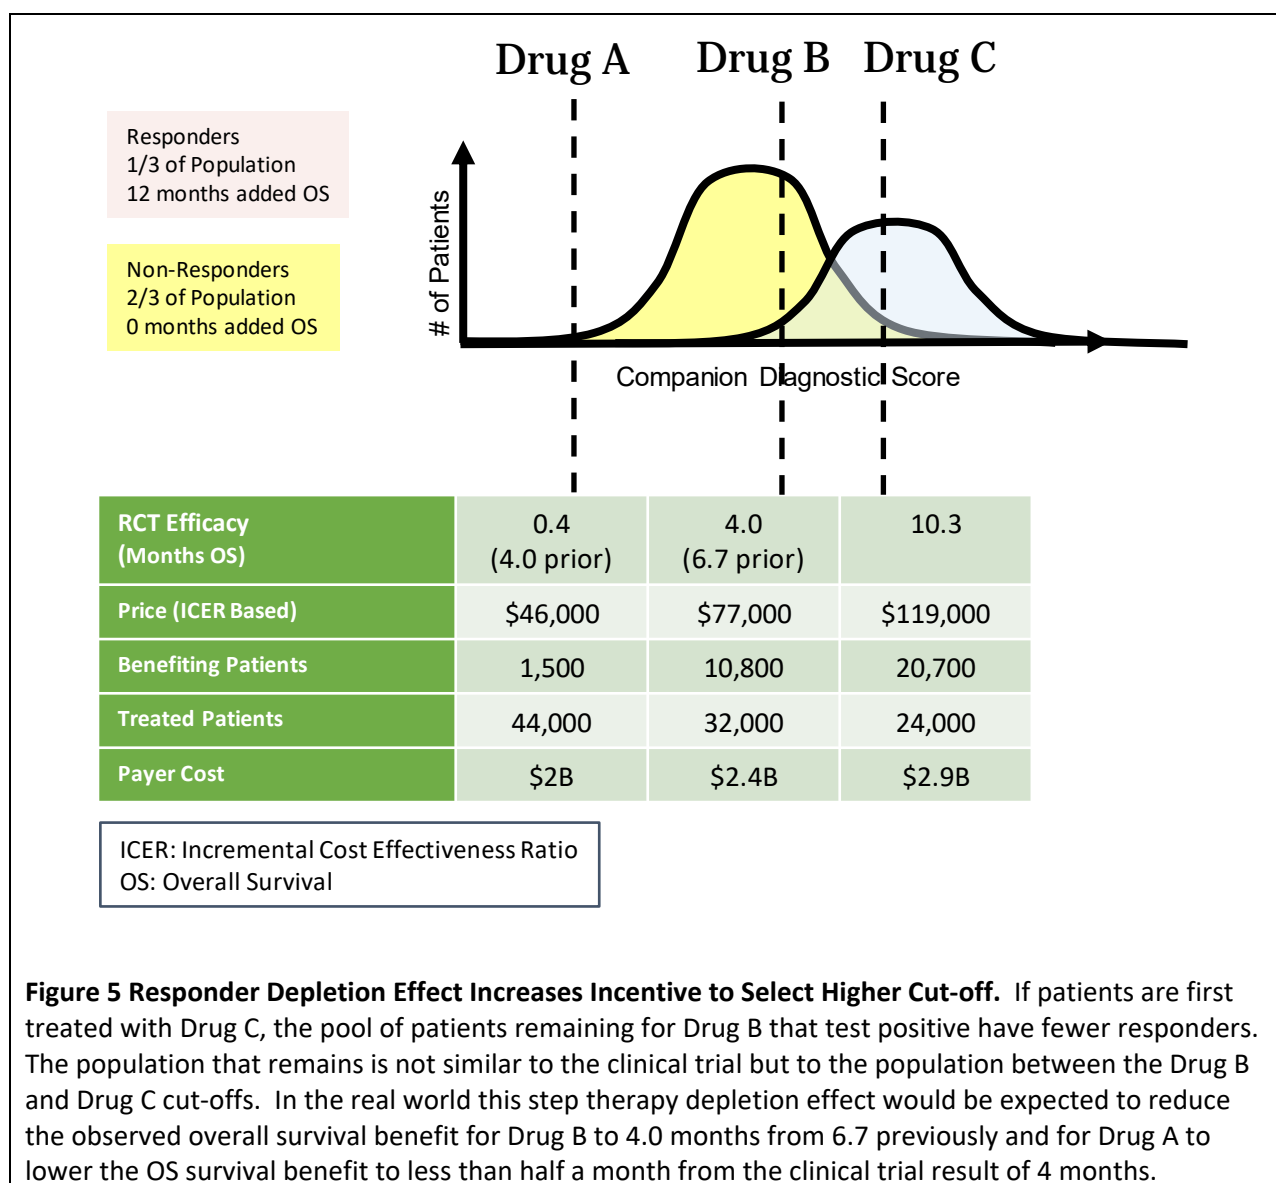 Drug A Drug B Drug C
Responders
1/3 of Population
12 months added OS
Non-Responders
2/3 of Population
0 months added OS
# of Patients
Companion Diagnostic Score
RCT Efficacy
(Months OS)
0.4
(4.0 prior)
4.0
(6.7 prior)
10.3
Price (ICER Based) $46,000 $77,000 $119,000
Benefiting Patients 1,500 10,800 20,700
Treated Patients 44,000 32,000 24,000
Payer Cost $2B $2.4B $2.9B
ICER: Incremental Cost Effectiveness Ratio
OS: Overall Survival
Figure 5 Responder Depletion Effect Increases Incentive to Select Higher Cut-off. If patients are first
treated with Drug C, the pool of patients remaining for Drug B that test positive have fewer responders.
The population that remains is not similar to the clinical trial but to the population between the Drug B
and Drug C cut-offs. In the real world this step therapy depletion effect would be expected to reduce
the observed overall survival benefit for Drug B to 4.0 months from 6.7 previously and for Drug A to
lower the OS survival benefit to less than half a month from the clinical trial result of 4 months.